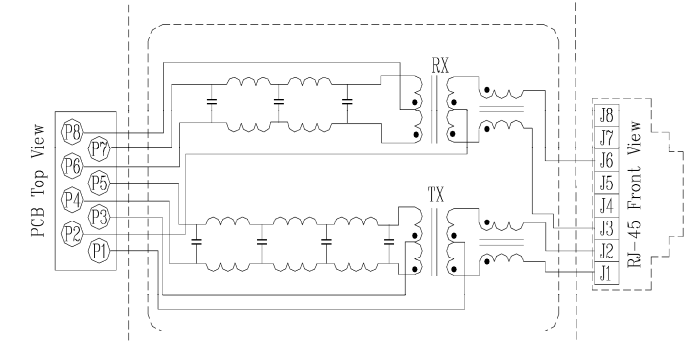 RX
TX
PCB Top View
P8
P7
P6
P5
P4
P3
P2
P1
J8
J7
J6
J5
J4
J3
J2
J1
RJ-45 Front View